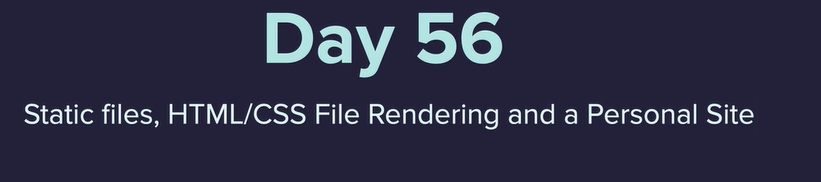 Day 56
Static files, HTML/CSS File Rendering and a Personal Site